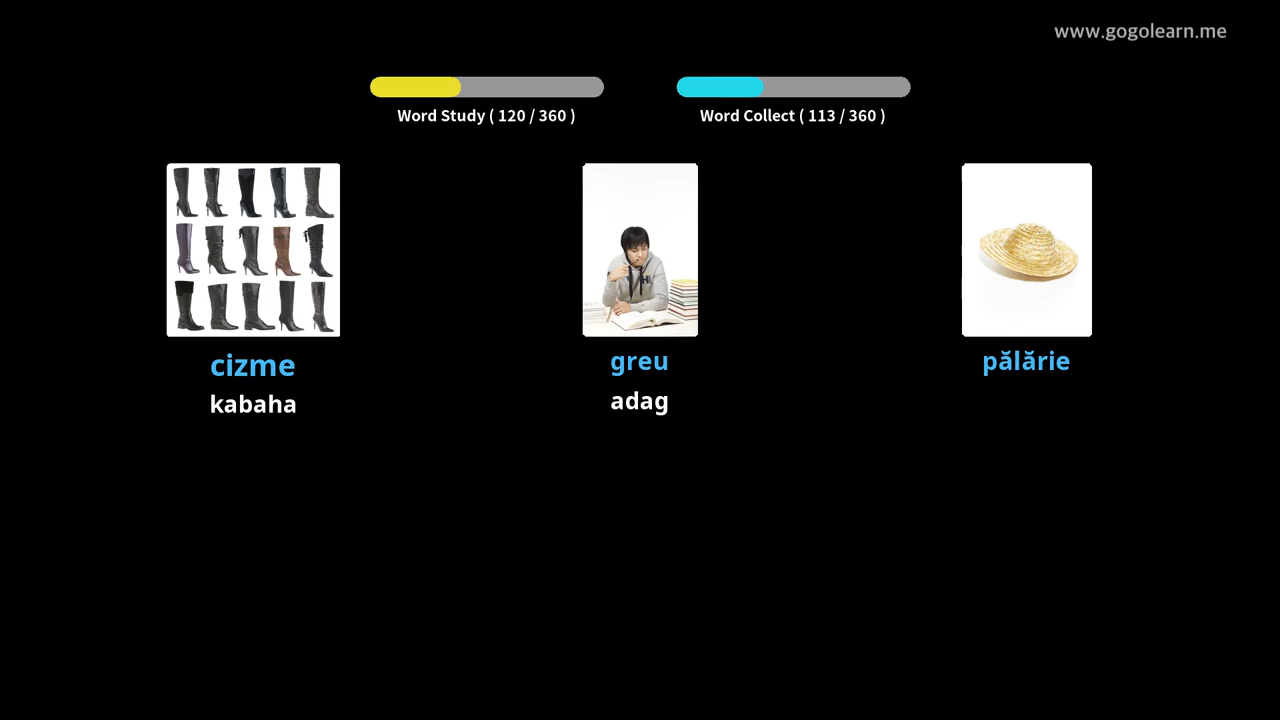 www.gogolearn.me
Word Study ( 120 / 360 )
Word Collect ( 113 / 360 )
cizme
kabaha
greu
adag
pălărie